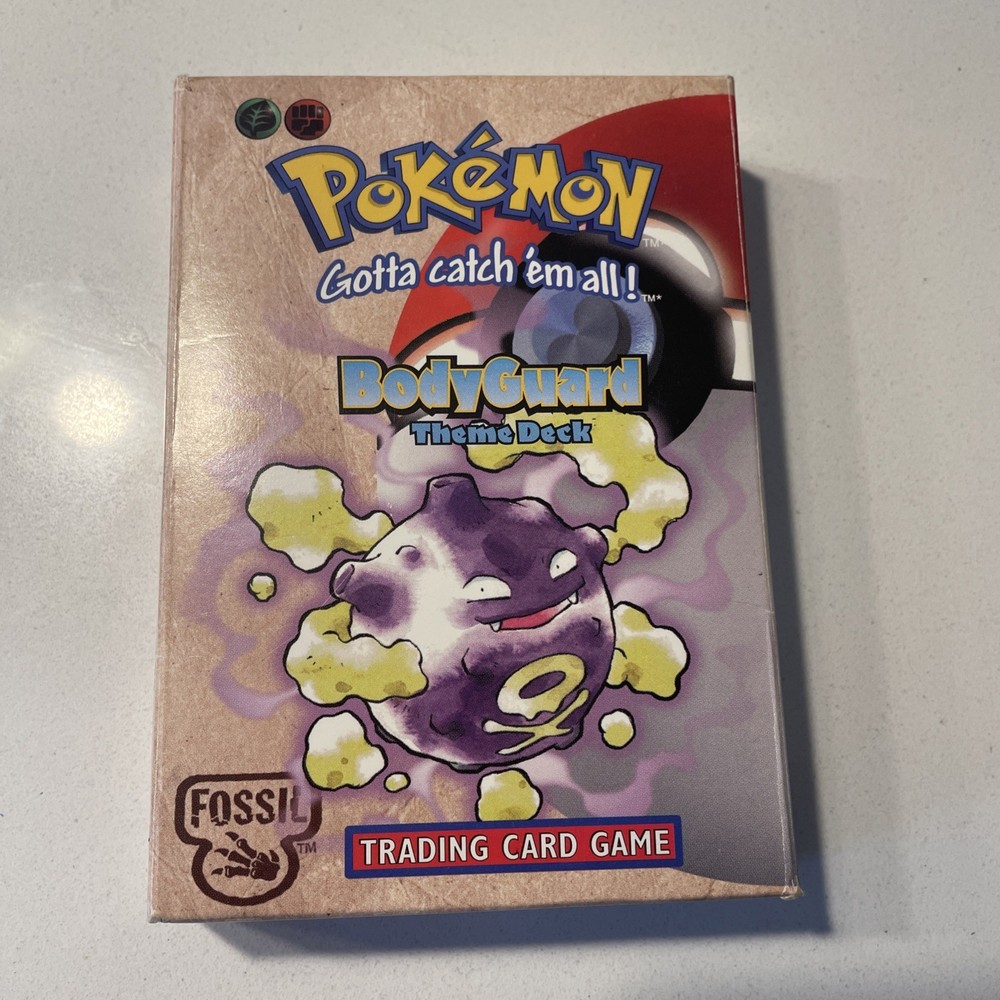 POKéMON
TM
Gotta catch 'em all!
TM*
BodyGuard
Theme Deck
FOSSIL
TM
TRADING CARD GAME